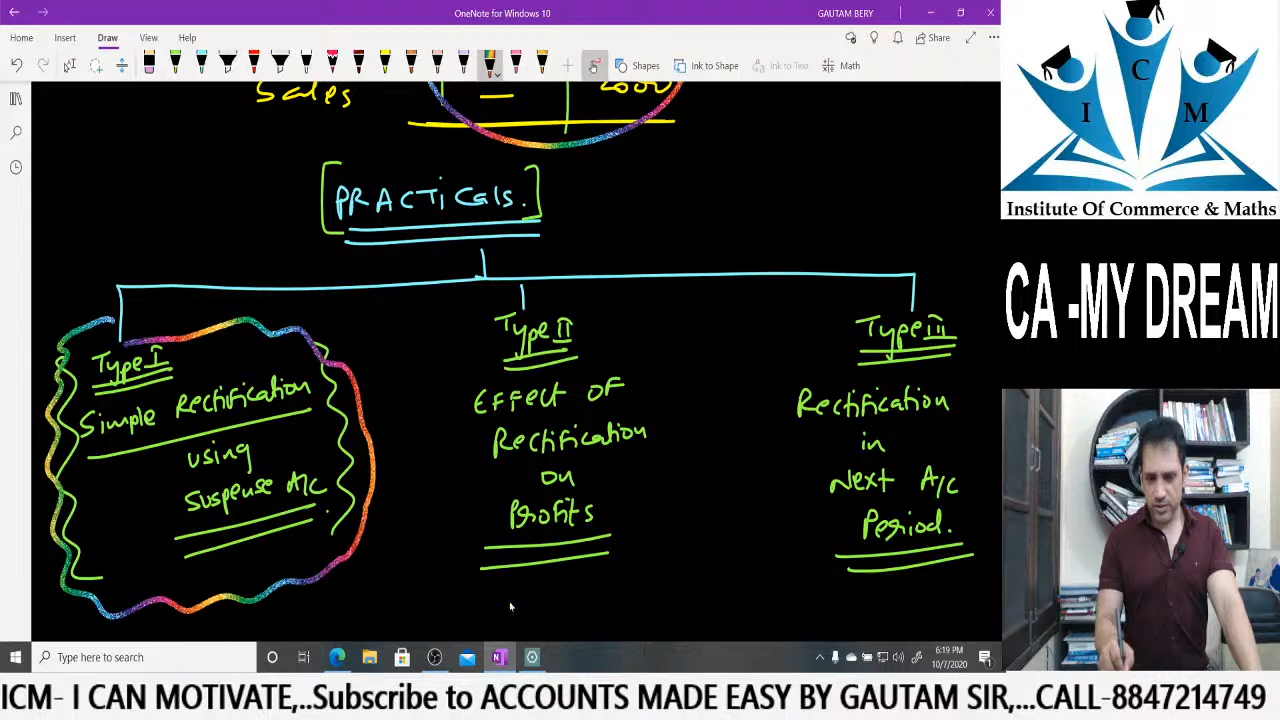 OneNote for Windows 10
GAUTAM BERY
Home Insert Draw View Help
Share
Shapes
Ink to Shape
Ink to Text
Math
Sales
2000
[PRACTicals.]
Type I
Simple Rectification
using
Suspense A/c.
Type II
Effect of
Rectification
on
Profits
Type III
Rectification
in
Next A/c
Period.
I C M
Institute Of Commerce & Maths
CA -MY DREAM
Type here to search
6:19 PM
10/7/2020
ICM- I CAN MOTIVATE,..Subscribe to ACCOUNTS MADE EASY BY GAUTAM SIR,...CALL-8847214749